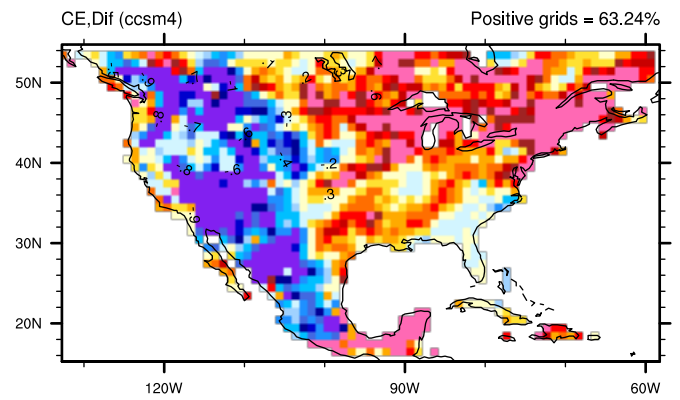 CE,Dif (ccsm4) Positive grids = 63.24%
50N
40N
30N
20N
120W 90W 60W